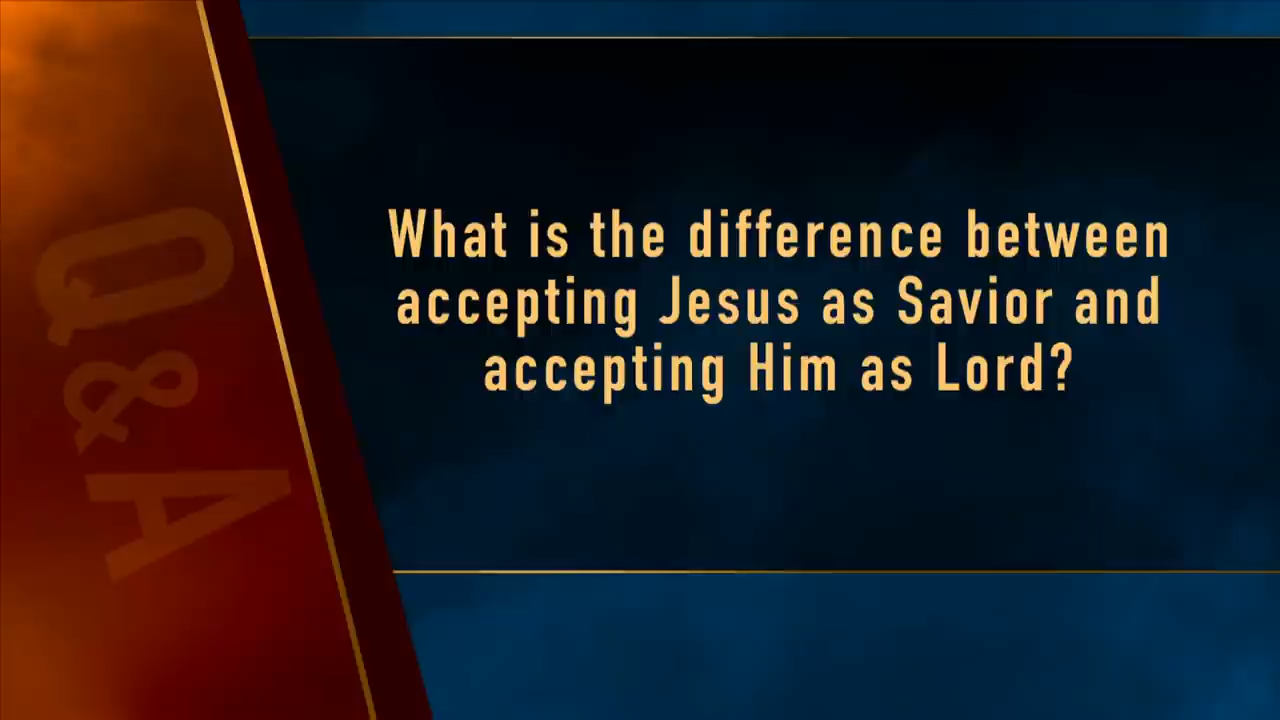 Q&A
What is the difference between
accepting Jesus as Savior and
accepting Him as Lord?